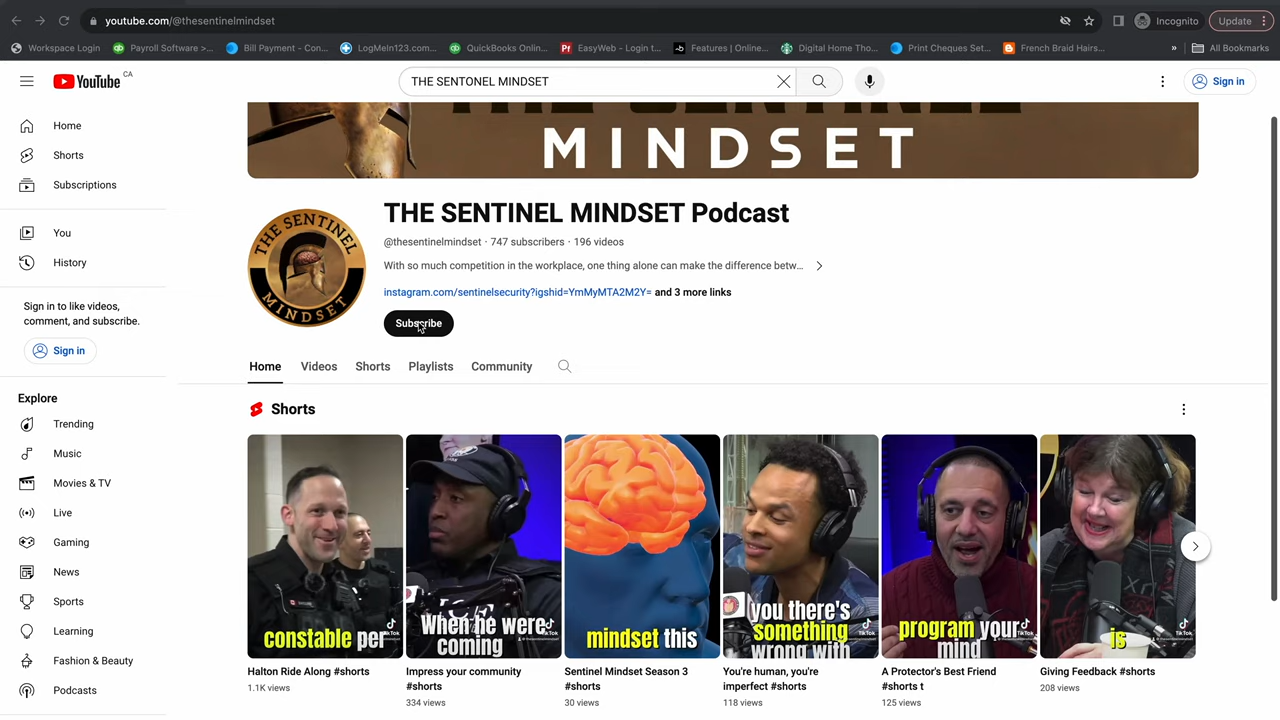 youtube.com/@thesentinelmindset
Incognito
Update
Workspace Login
Payroll Software >...
Bill Payment - Con...
LogMeIn123.com...
QuickBooks Onlin...
EasyWeb - Login t...
Features | Online...
Digital Home Tho...
Print Cheques Set...
French Braid Hairs...
»
All Bookmarks
YouTube CA
THE SENTONEL MINDSET
Sign in
Home
Shorts
Subscriptions
You
History
Sign in to like videos,
comment, and subscribe.
Sign in
Explore
Trending
Music
Movies & TV
Live
Gaming
News
Sports
Learning
Fashion & Beauty
Podcasts
MINDSET
THE SENTINEL
MINDSET
THE SENTINEL MINDSET Podcast
@thesentinelmindset · 747 subscribers · 196 videos
With so much competition in the workplace, one thing alone can make the difference betw...
instagram.com/sentinelsecurity?igshid=YmMyMTA2M2Y= and 3 more links
Subscribe
Home
Videos
Shorts
Playlists
Community
Shorts
constable per
TikTok
When he were
coming
TikTok
mindset this
TikTok
you there's
something
wrong with
TikTok
program your
mind
TikTok
is
TikTok
Halton Ride Along #shorts
1.1K views
Impress your community
#shorts
334 views
Sentinel Mindset Season 3
#shorts
30 views
You're human, you're
imperfect #shorts
118 views
A Protector's Best Friend
#shorts t
125 views
Giving Feedback #shorts
208 views